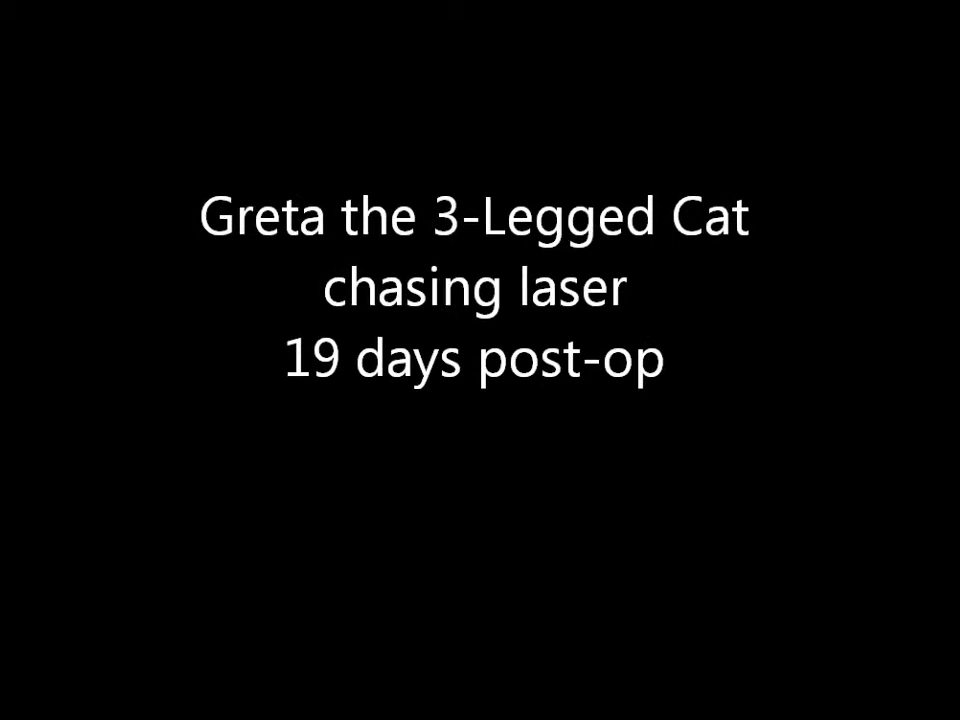 Greta the 3-Legged Cat
chasing laser
19 days post-op